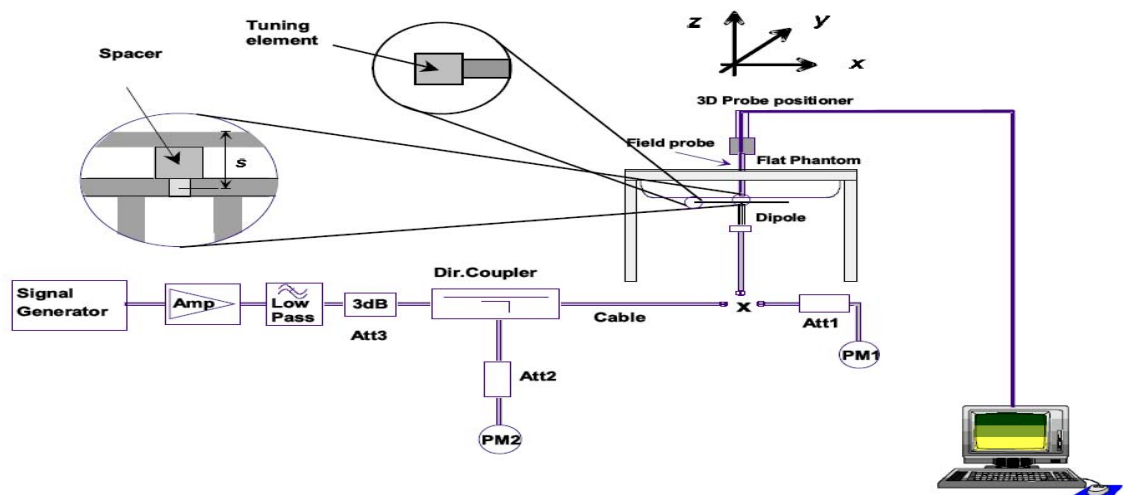 Tuning
element
Spacer
s
z
y
x
3D Probe positioner
Field probe
Flat Phantom
Dipole
Dir.Coupler
Signal
Generator
Amp
Low
Pass
3dB
Att3
Cable
x
Att1
PM1
Att2
PM2